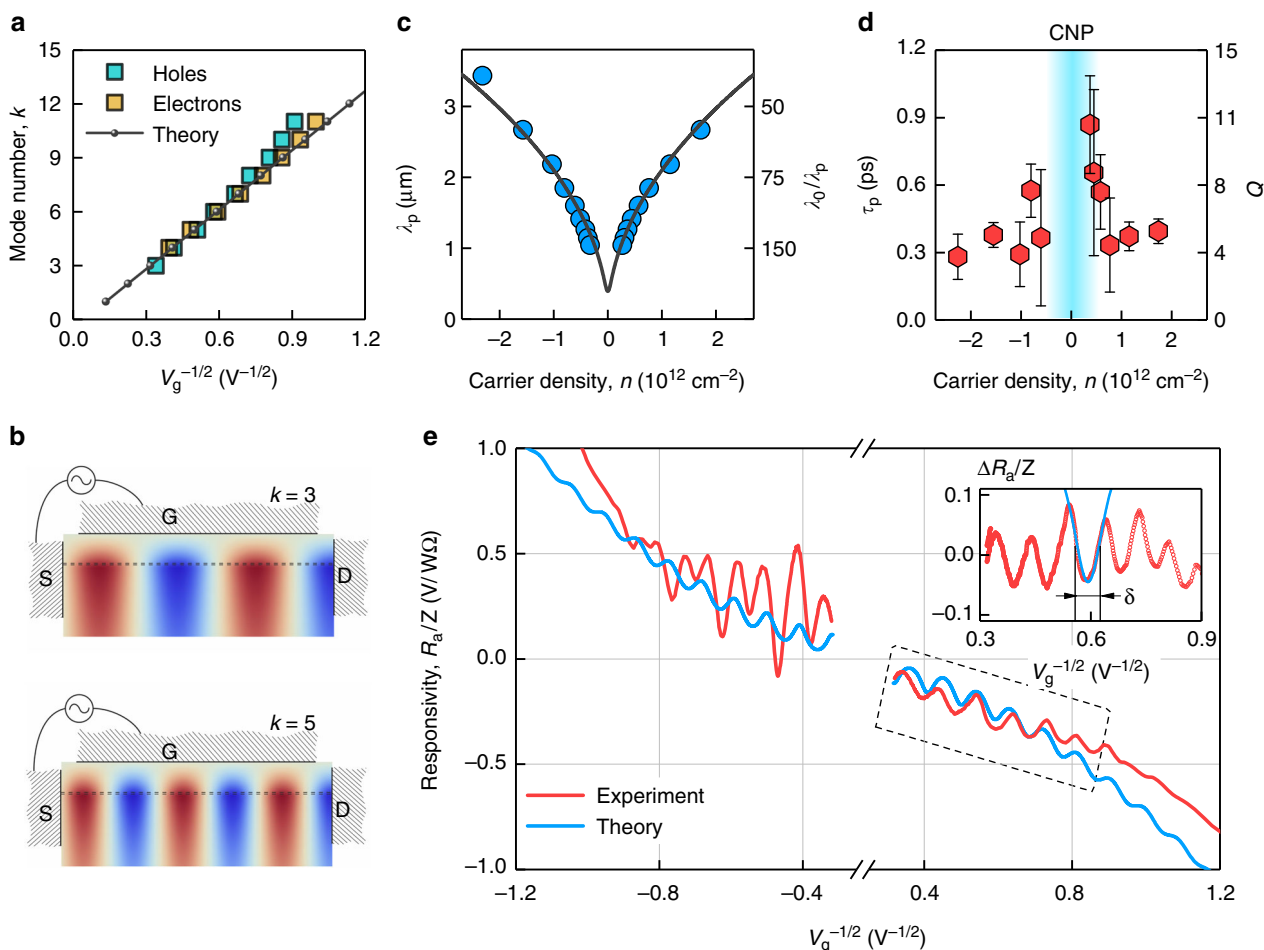 a
15
12
9
6
3
0
Mode number, k
Holes
Electrons
Theory
0.0 0.3 0.6 0.9 1.2
Vg–1/2 (V–1/2)
b
k = 3
G
S
D
k = 5
G
S
D
c
3
2
1
0
λp (μm)
50
75
150
λ0/λp
–2 –1 0 1 2
Carrier density, n (1012 cm–2)
d
CNP
1.2
0.9
0.6
0.3
0.0
τp (ps)
15
11
8
4
0
Q
–2 –1 0 1 2
Carrier density, n (1012 cm–2)
e
1.0
0.5
0.0
–0.5
–1.0
Responsivity, Ra/Z (V/WΩ)
Experiment
Theory
–1.2 –0.8 –0.4 0.4 0.8 1.2
Vg–1/2 (V–1/2)
ΔRa/Z
0.1
0.0
–0.1
δ
0.3 0.6 0.9
Vg–1/2 (V–1/2)